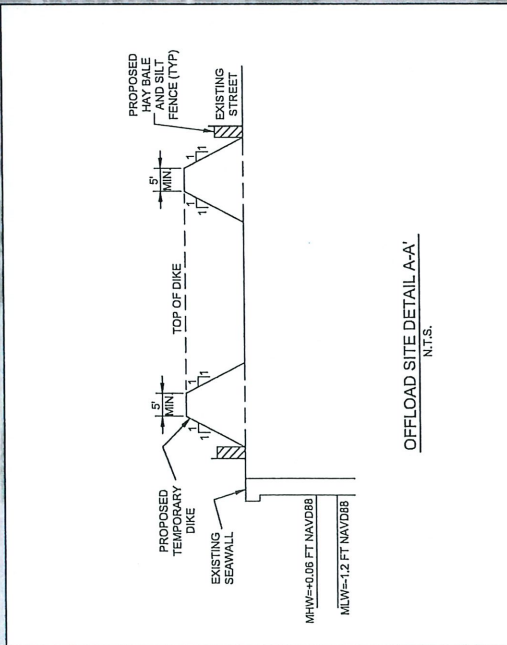 PROPOSED
HAY BALE
AND SILT
FENCE (TYP)
EXISTING
STREET
5'
MIN.
1
1
1
1
TOP OF DIKE
5'
MIN.
1
1
1
1
PROPOSED
TEMPORARY
DIKE
EXISTING
SEAWALL
MHW=+0.06 FT NAVD88
MLW=-1.2 FT NAVD88
OFFLOAD SITE DETAIL A-A'
N.T.S.